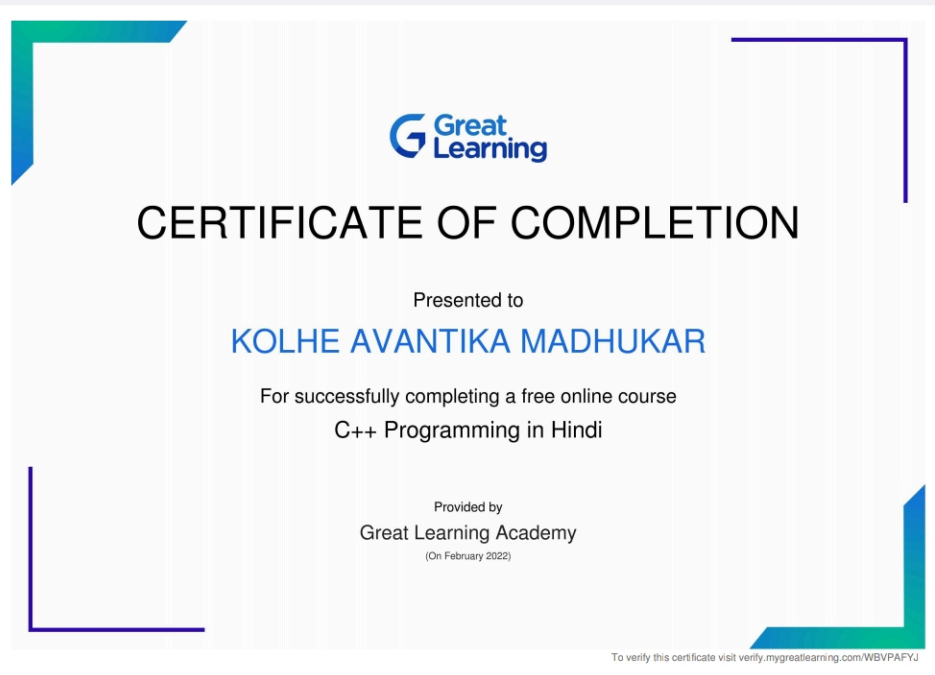 Great
Learning
CERTIFICATE OF COMPLETION
Presented to
KOLHE AVANTIKA MADHUKAR
For successfully completing a free online course
C++ Programming in Hindi
Provided by
Great Learning Academy
(On February 2022)
To verify this certificate visit verify.mygreatlearning.com/WBVPAFYJ